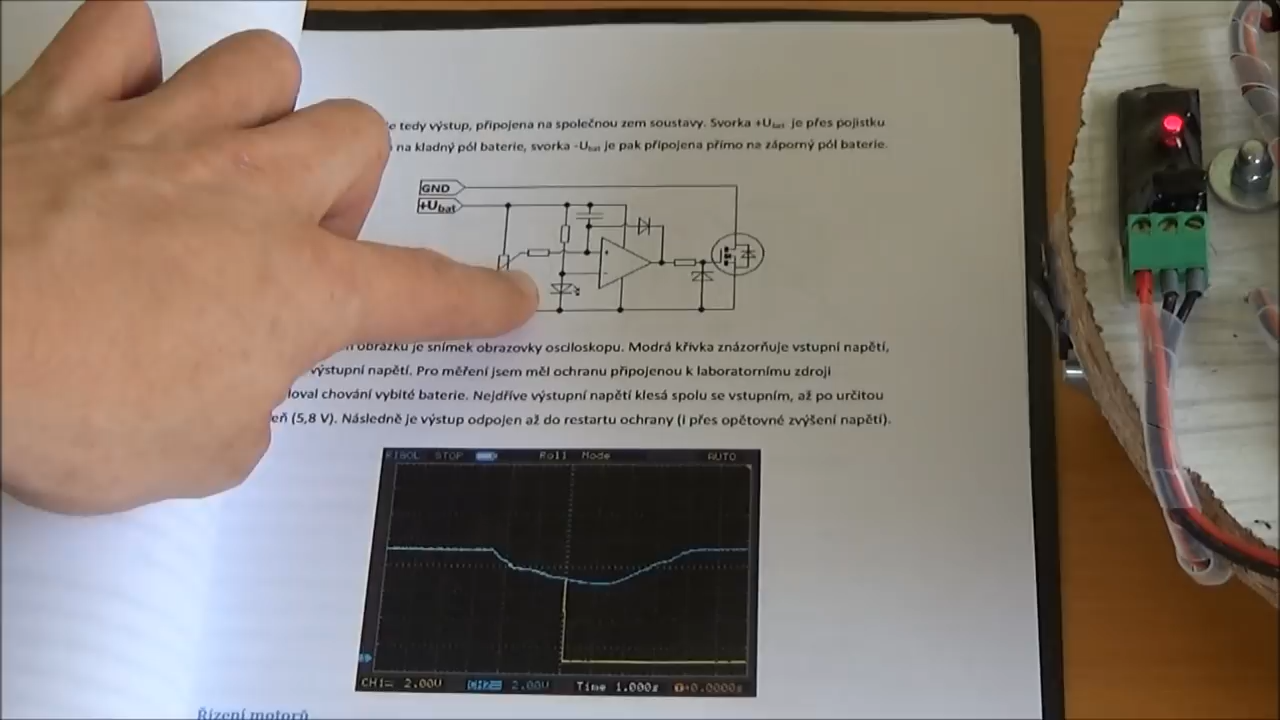 tedy výstup, připojena na společnou zem soustavy. Svorka +Ubat je přes pojistku
na kladný pól baterie, svorka -Ubat je pak připojena přímo na záporný pól baterie.
GND
+Ubat
obrázku je snímek obrazovky osciloskopu. Modrá křivka znázorňuje vstupní napětí,
výstupní napětí. Pro měření jsem měl ochranu připojenou k laboratornímu zdroji
chování vybité baterie. Nejdříve výstupní napětí klesá spolu se vstupním, až po určitou
(5,8 V). Následně je výstup odpojen až do restartu ochrany (i přes opětovné zvýšení napětí).
RIGOL STOP Roll Mode AUTO
CH1= 2.00V CH2= 2.00V Time 1.000s +0.0000s
Řízení motorů